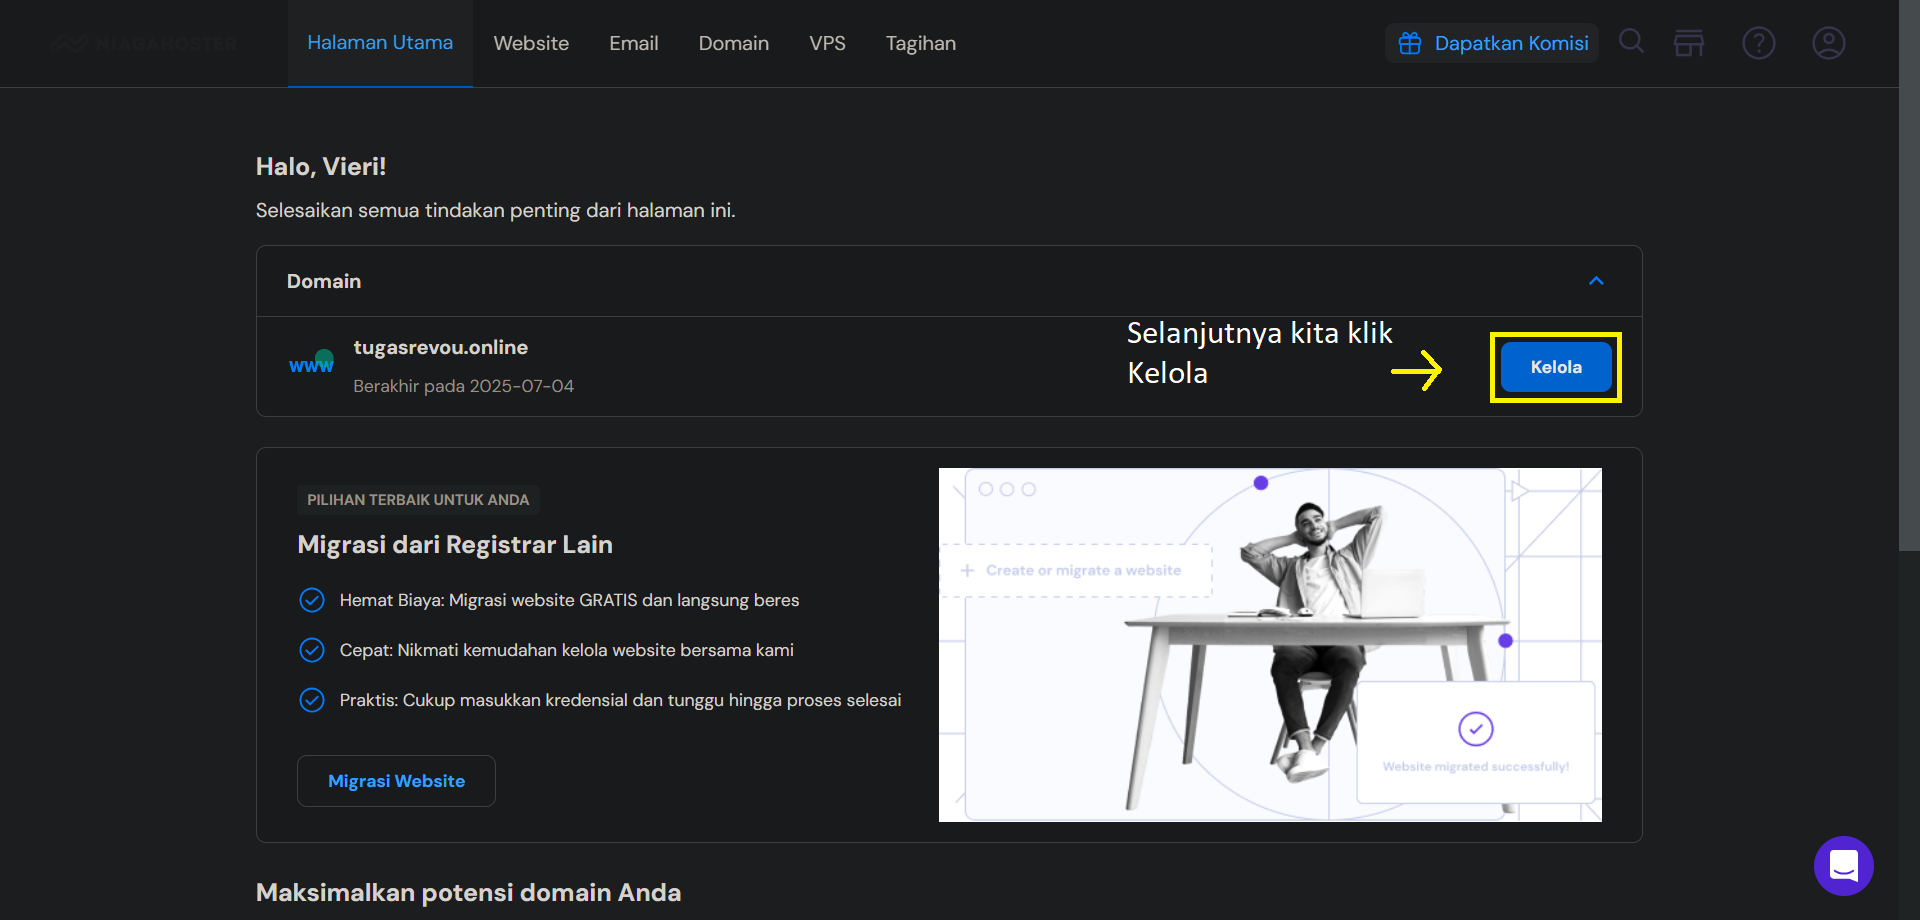 NIAGAHOSTER
Halaman Utama
Website
Email
Domain
VPS
Tagihan
Dapatkan Komisi
Halo, Vieri!
Selesaikan semua tindakan penting dari halaman ini.
Domain
www
tugasrevou.online
Berakhir pada 2025-07-04
Selanjutnya kita klik
Kelola
Kelola
PILIHAN TERBAIK UNTUK ANDA
Migrasi dari Registrar Lain
Hemat Biaya: Migrasi website GRATIS dan langsung beres
Cepat: Nikmati kemudahan kelola website bersama kami
Praktis: Cukup masukkan kredensial dan tunggu hingga proses selesai
Migrasi Website
+ Create or migrate a website
Website migrated successfully!
Maksimalkan potensi domain Anda